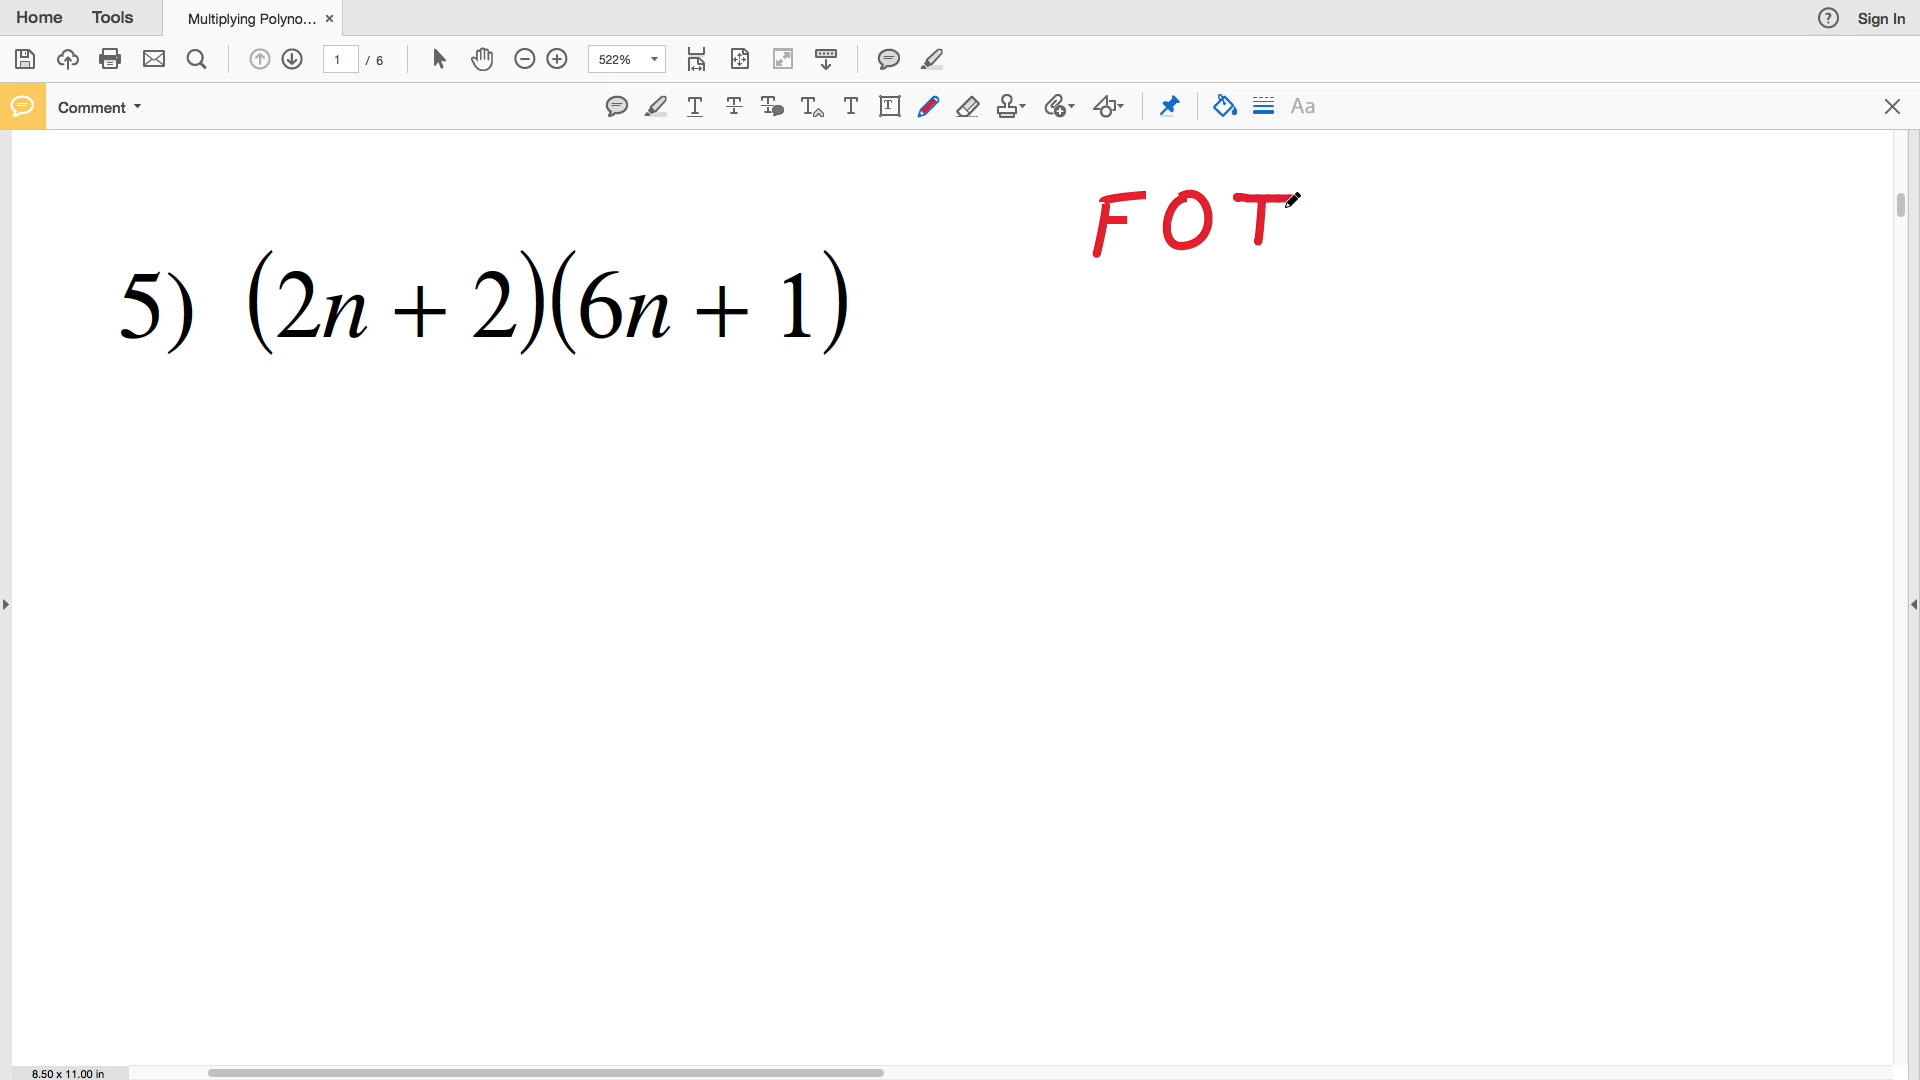 Home Tools Multiplying Polyno... × ? Sign In
1 / 6 522%
Comment Aa
F O T
5) (2n + 2)(6n + 1)
8.50 x 11.00 in